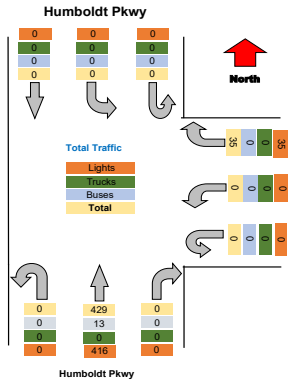 Humboldt Pkwy
0 0 0
0 0 0
0 0 0
0 0 0
North
35 0 0 35
Total Traffic
Lights
Trucks
Buses
Total
0 0 0 0
0 0 0 0
0 429 0
0 13 0
0 0 0
0 416 0
Humboldt Pkwy